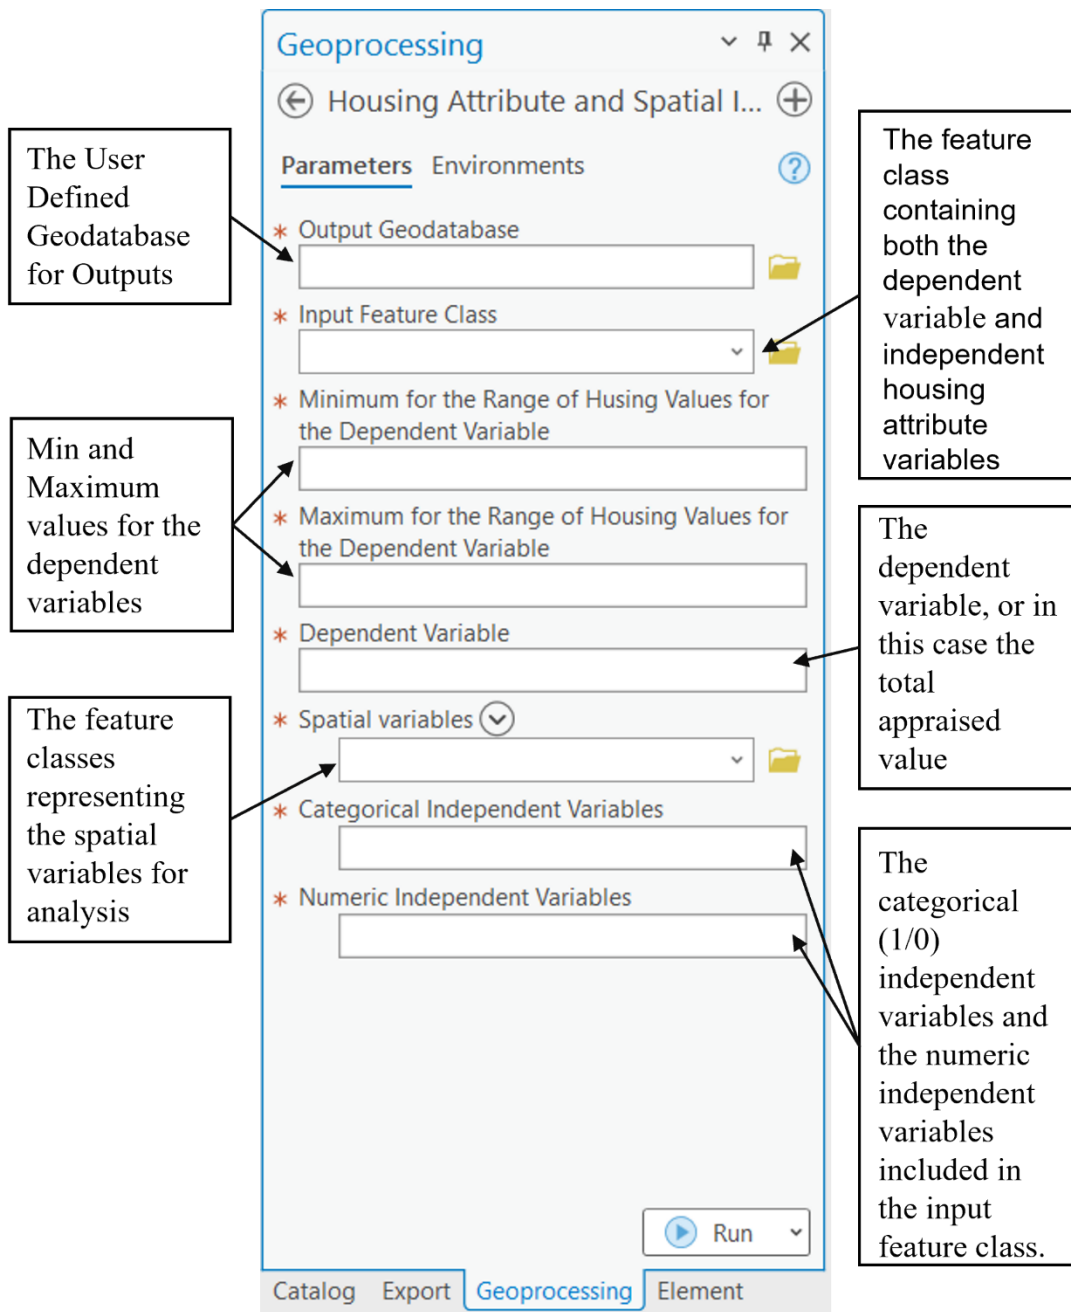 Geoprocessing
Housing Attribute and Spatial I...
Parameters Environments
* Output Geodatabase
* Input Feature Class
* Minimum for the Range of Husing Values for
the Dependent Variable
* Maximum for the Range of Housing Values for
the Dependent Variable
* Dependent Variable
* Spatial variables
* Categorical Independent Variables
* Numeric Independent Variables
Run
Catalog Export Geoprocessing Element
The User
Defined
Geodatabase
for Outputs
Min and
Maximum
values for the
dependent
variables
The feature
classes
representing
the spatial
variables for
analysis
The feature
class
containing
both the
dependent
variable and
independent
housing
attribute
variables
The
dependent
variable, or in
this case the
total
appraised
value
The
categorical
(1/0)
independent
variables and
the numeric
independent
variables
included in
the input
feature class.